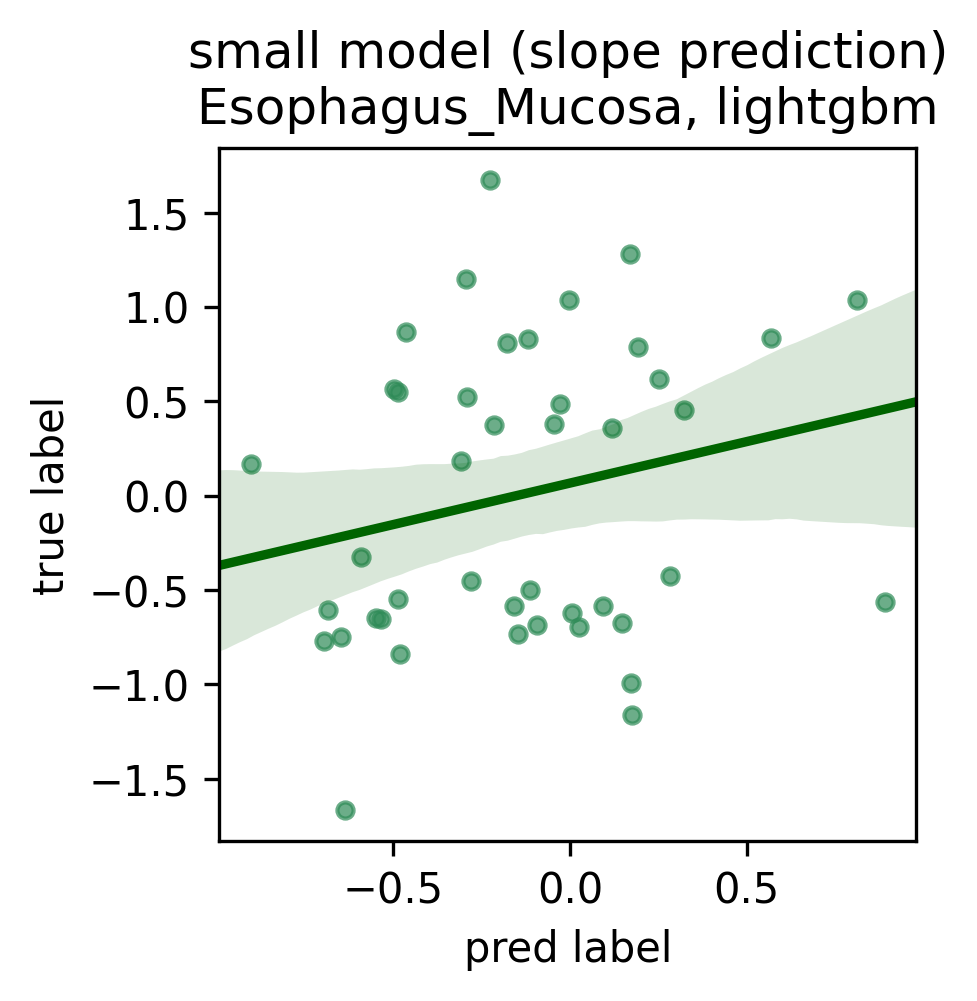 small model (slope prediction)
Esophagus_Mucosa, lightgbm
1.5
1.0
0.5
0.0
−0.5
−1.0
−1.5
true label
−0.5 0.0 0.5
pred label